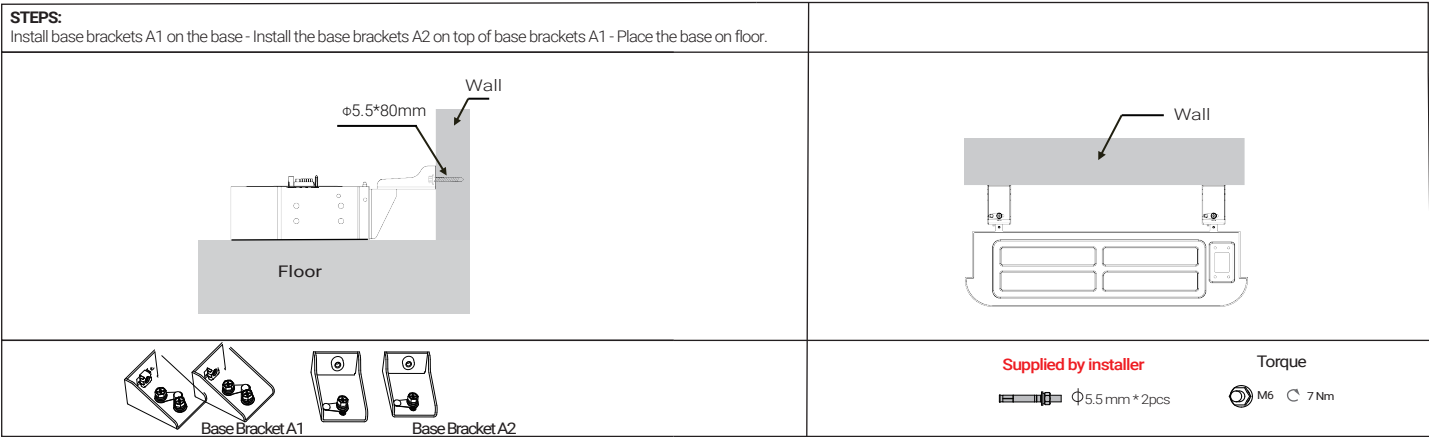 STEPS:
Install base brackets A1 on the base - Install the base brackets A2 on top of base brackets A1 - Place the base on floor.
Wall
Φ5.5*80mm
Floor
Wall
Base Bracket A1
Base Bracket A2
Supplied by installer
Φ5.5 mm * 2pcs
Torque
M6 7 Nm